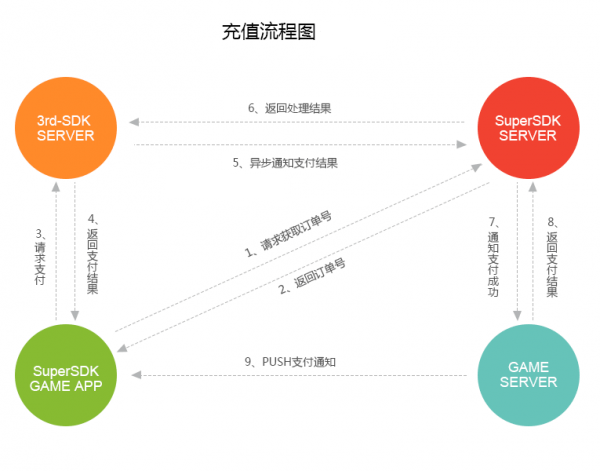 充值流程图
3rd-SDK
SERVER
SuperSDK
SERVER
6、返回处理结果
5、异步通知支付结果
1、请求获取订单号
2、返回订单号
3、请求支付
4、返回支付结果
7、通知支付成功
8、返回支付结果
9、PUSH支付通知
SuperSDK
GAME APP
GAME
SERVER